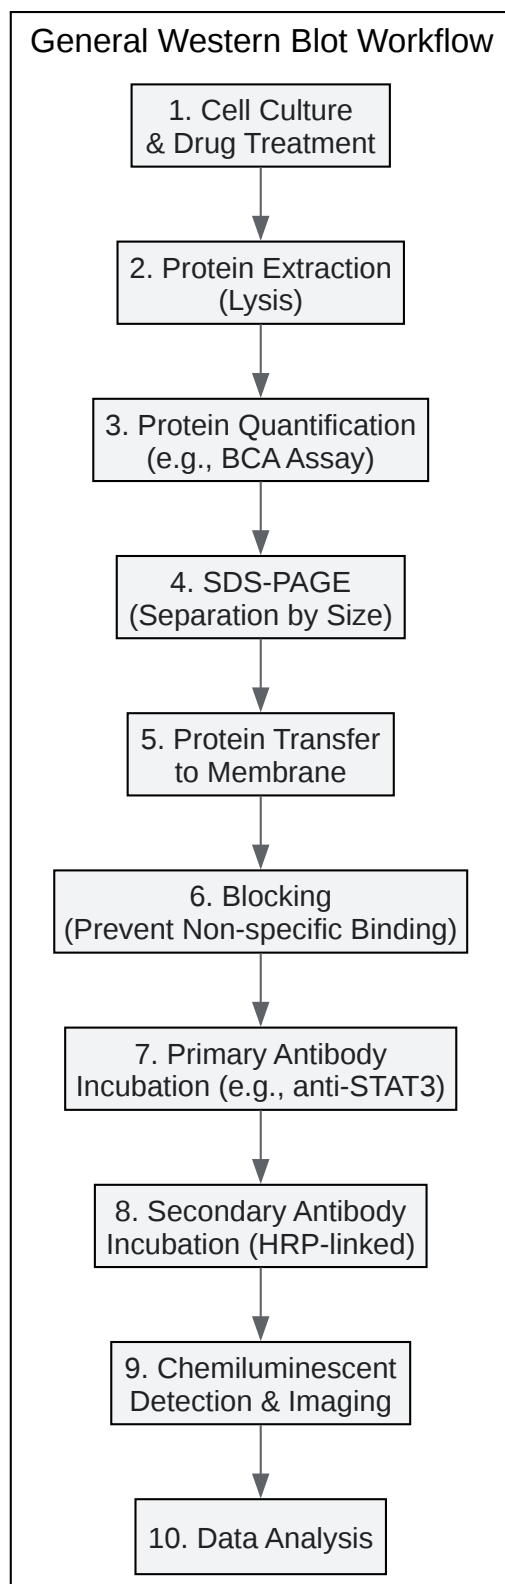 General Western Blot Workflow
1. Cell Culture
& Drug Treatment
2. Protein Extraction
(Lysis)
3. Protein Quantification
(e.g., BCA Assay)
4. SDS-PAGE
(Separation by Size)
5. Protein Transfer
to Membrane
6. Blocking
(Prevent Non-specific Binding)
7. Primary Antibody
Incubation (e.g., anti-STAT3)
8. Secondary Antibody
Incubation (HRP-linked)
9. Chemiluminescent
Detection & Imaging
10. Data Analysis